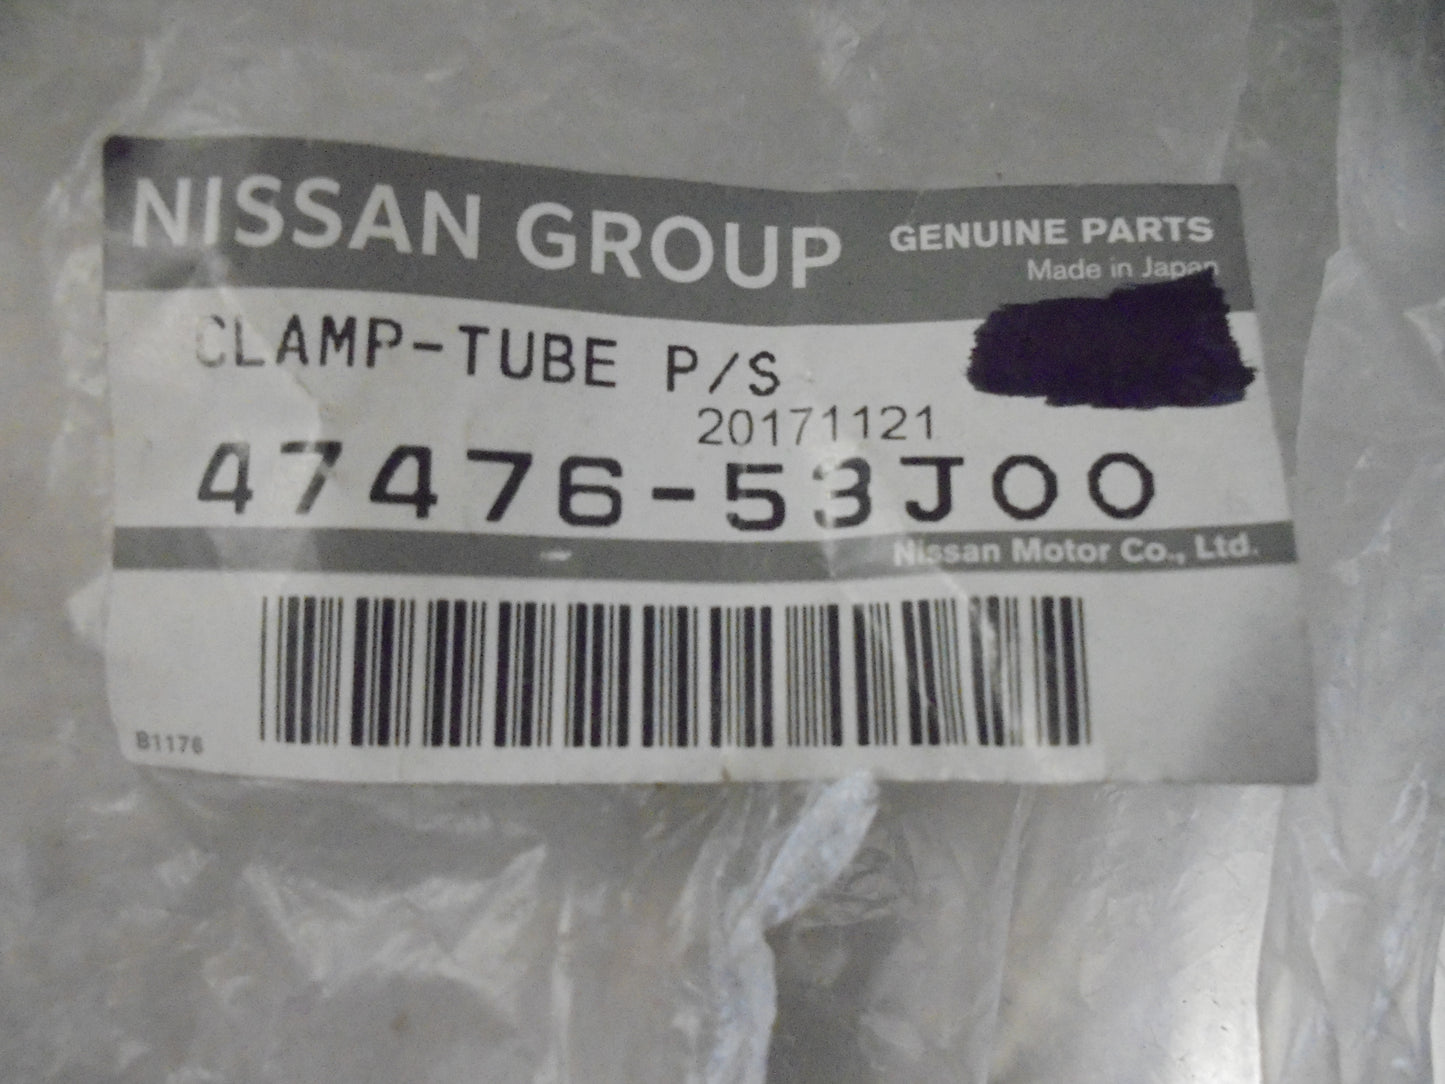 NISSAN GROUP GENUINE PARTS
Made in Japan
CLAMP-TUBE P/S
20171121
47476-53J00
Nissan Motor Co., Ltd.
B1176